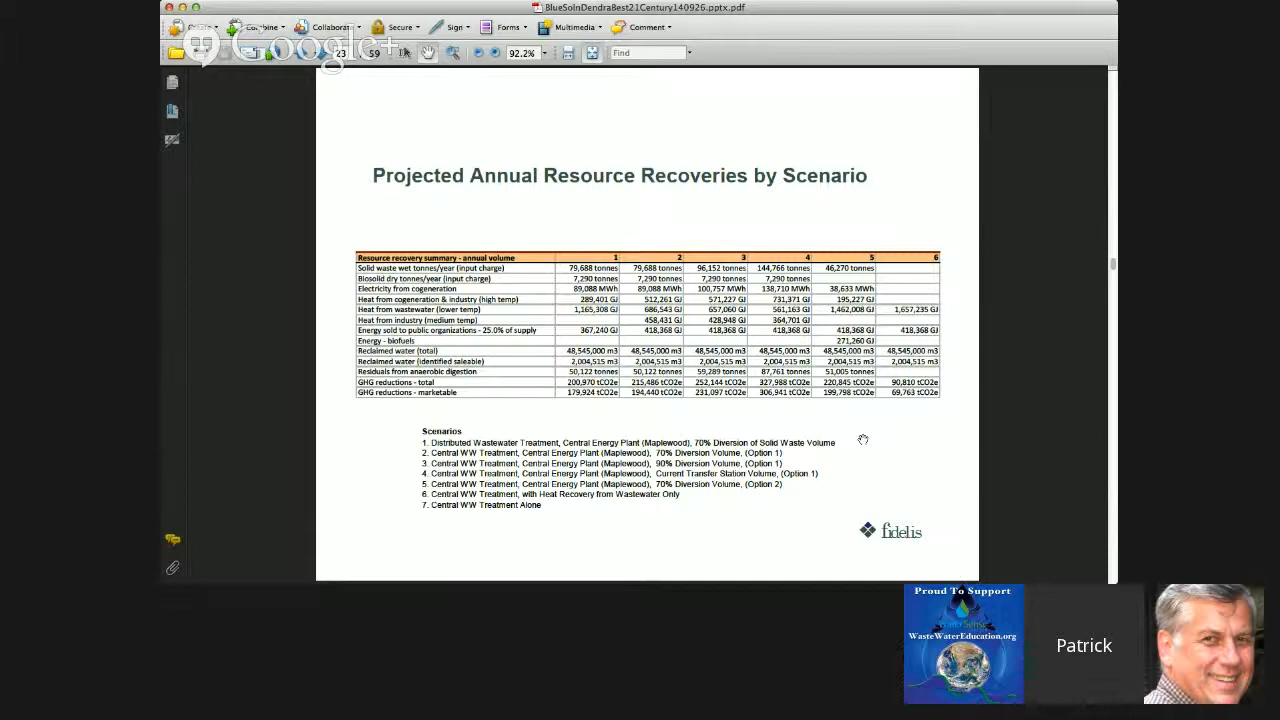 BlueSolnDendraBest21Century140926.pptx.pdf
Combine Collaborate Secure Sign Forms Multimedia Comment
Google+
23 59 92.2% Find
Projected Annual Resource Recoveries by Scenario
Resource recovery summary - annual volume 1 2 3 4 5 6
Solid waste wet tonnes/year (input charge) 79,688 tonnes 79,688 tonnes 96,152 tonnes 144,766 tonnes 46,270 tonnes
Biosolid dry tonnes/year (input charge) 7,290 tonnes 7,290 tonnes 7,290 tonnes 7,290 tonnes
Electricity from cogeneration 89,088 MWh 89,088 MWh 100,757 MWh 138,710 MWh 38,633 MWh
Heat from cogeneration & industry (high temp) 289,401 GJ 512,261 GJ 571,227 GJ 731,371 GJ 195,227 GJ
Heat from wastewater (lower temp) 1,165,308 GJ 686,543 GJ 657,060 GJ 561,163 GJ 1,462,008 GJ 1,657,235 GJ
Heat from industry (medium temp) 458,431 GJ 428,948 GJ 364,701 GJ
Energy sold to public organizations - 25.0% of supply 367,240 GJ 418,368 GJ 418,368 GJ 418,368 GJ 418,368 GJ 418,368 GJ
Energy - biofuels 271,260 GJ
Reclaimed water (total) 48,545,000 m3 48,545,000 m3 48,545,000 m3 48,545,000 m3 48,545,000 m3 48,545,000 m3
Reclaimed water (identified saleable) 2,004,515 m3 2,004,515 m3 2,004,515 m3 2,004,515 m3 2,004,515 m3 2,004,515 m3
Residuals from anaerobic digestion 50,122 tonnes 50,122 tonnes 59,289 tonnes 87,761 tonnes 51,005 tonnes
GHG reductions - total 200,970 tCO2e 215,486 tCO2e 252,144 tCO2e 327,988 tCO2e 220,845 tCO2e 90,810 tCO2e
GHG reductions - marketable 179,924 tCO2e 194,440 tCO2e 231,097 tCO2e 306,941 tCO2e 199,798 tCO2e 69,763 tCO2e
Scenarios
1. Distributed Wastewater Treatment, Central Energy Plant (Maplewood), 70% Diversion of Solid Waste Volume
2. Central WW Treatment, Central Energy Plant (Maplewood), 70% Diversion Volume, (Option 1)
3. Central WW Treatment, Central Energy Plant (Maplewood), 90% Diversion Volume, (Option 1)
4. Central WW Treatment, Central Energy Plant (Maplewood), Current Transfer Station Volume, (Option 1)
5. Central WW Treatment, Central Energy Plant (Maplewood), 70% Diversion Volume, (Option 2)
6. Central WW Treatment, with Heat Recovery from Wastewater Only
7. Central WW Treatment Alone
fidelis
Proud To Support
WasteWaterEducation.org
Patrick